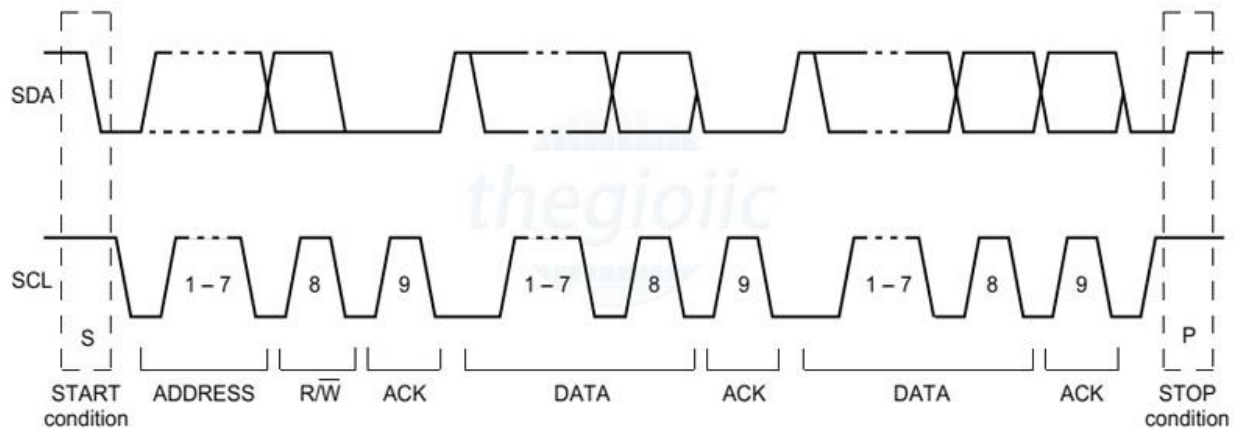 SDA
thegioiic
SCL
1 – 7
8
9
1 – 7
8
9
1 – 7
8
9
S
P
START
condition
ADDRESS
R/W̅
ACK
DATA
ACK
DATA
ACK
STOP
condition